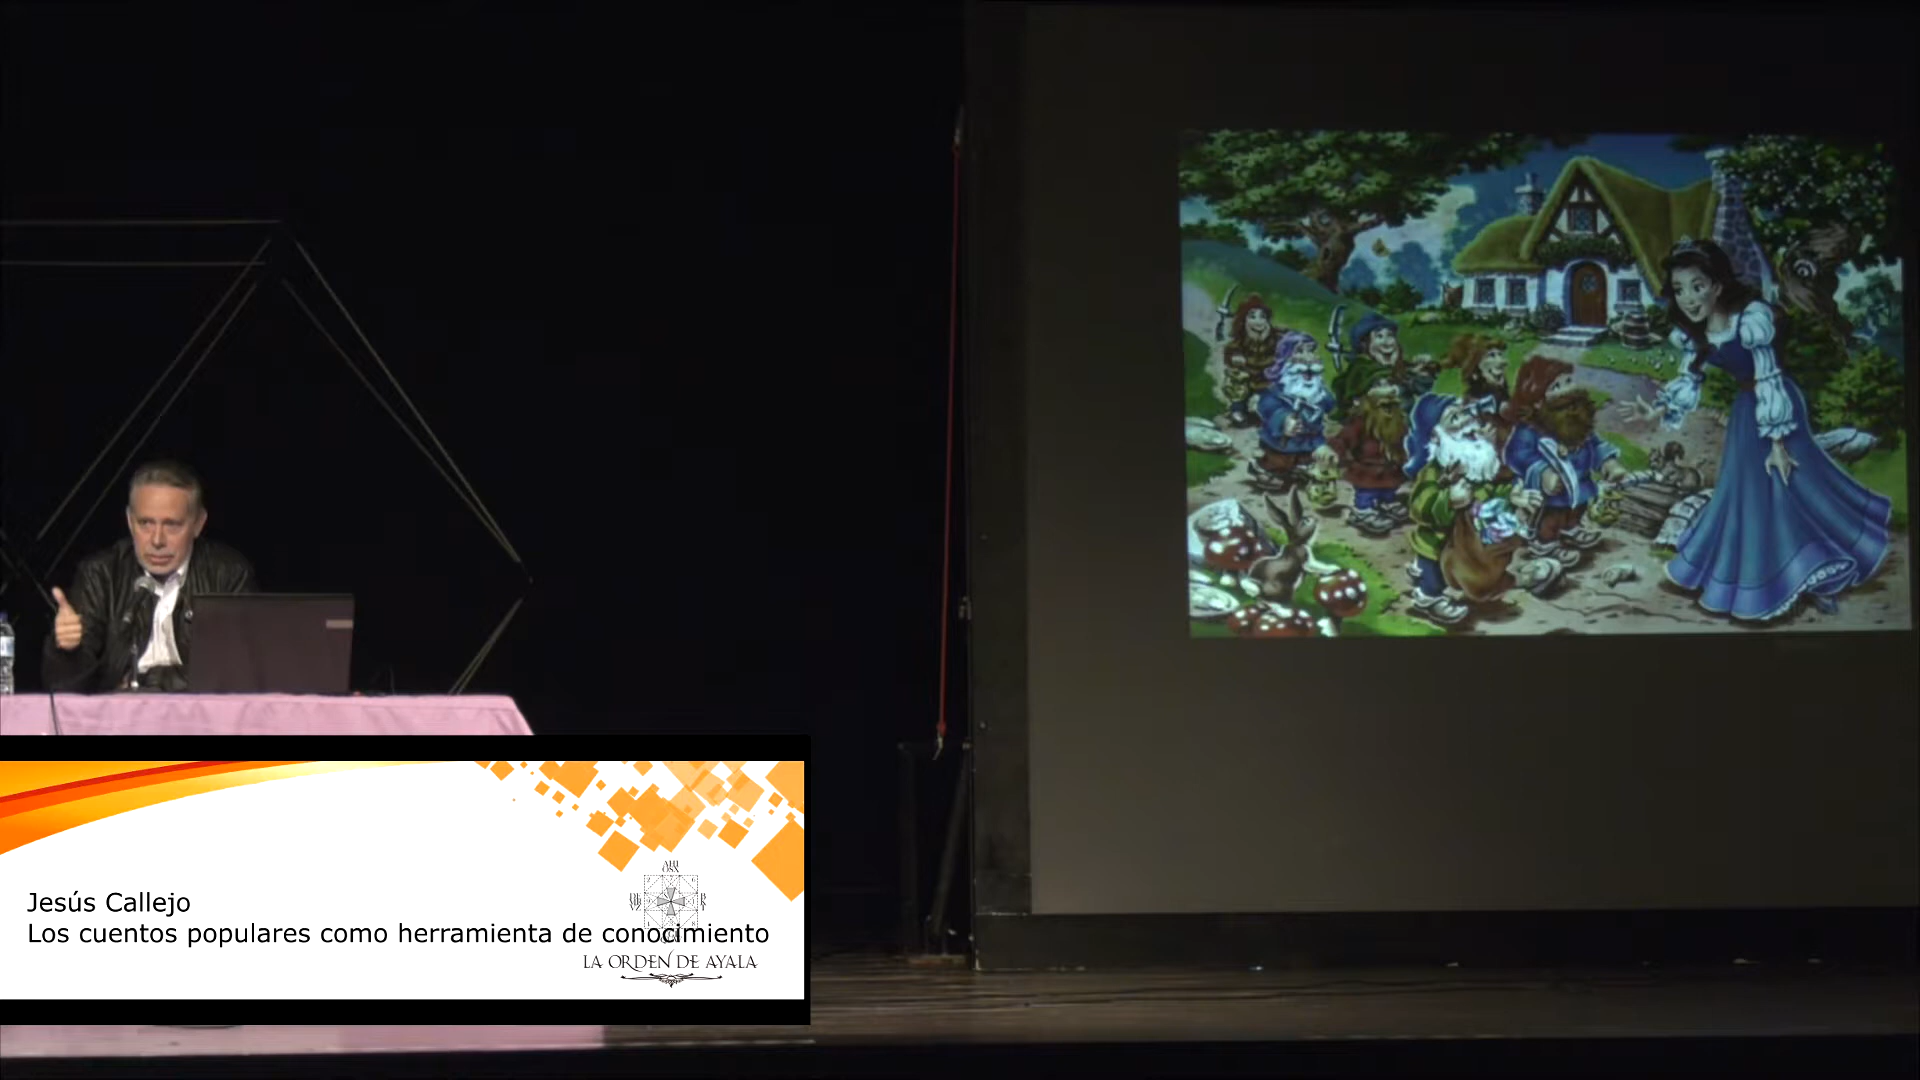 Jesús Callejo
Los cuentos populares como herramienta de conocimiento
LA ORDEN DE AYALA